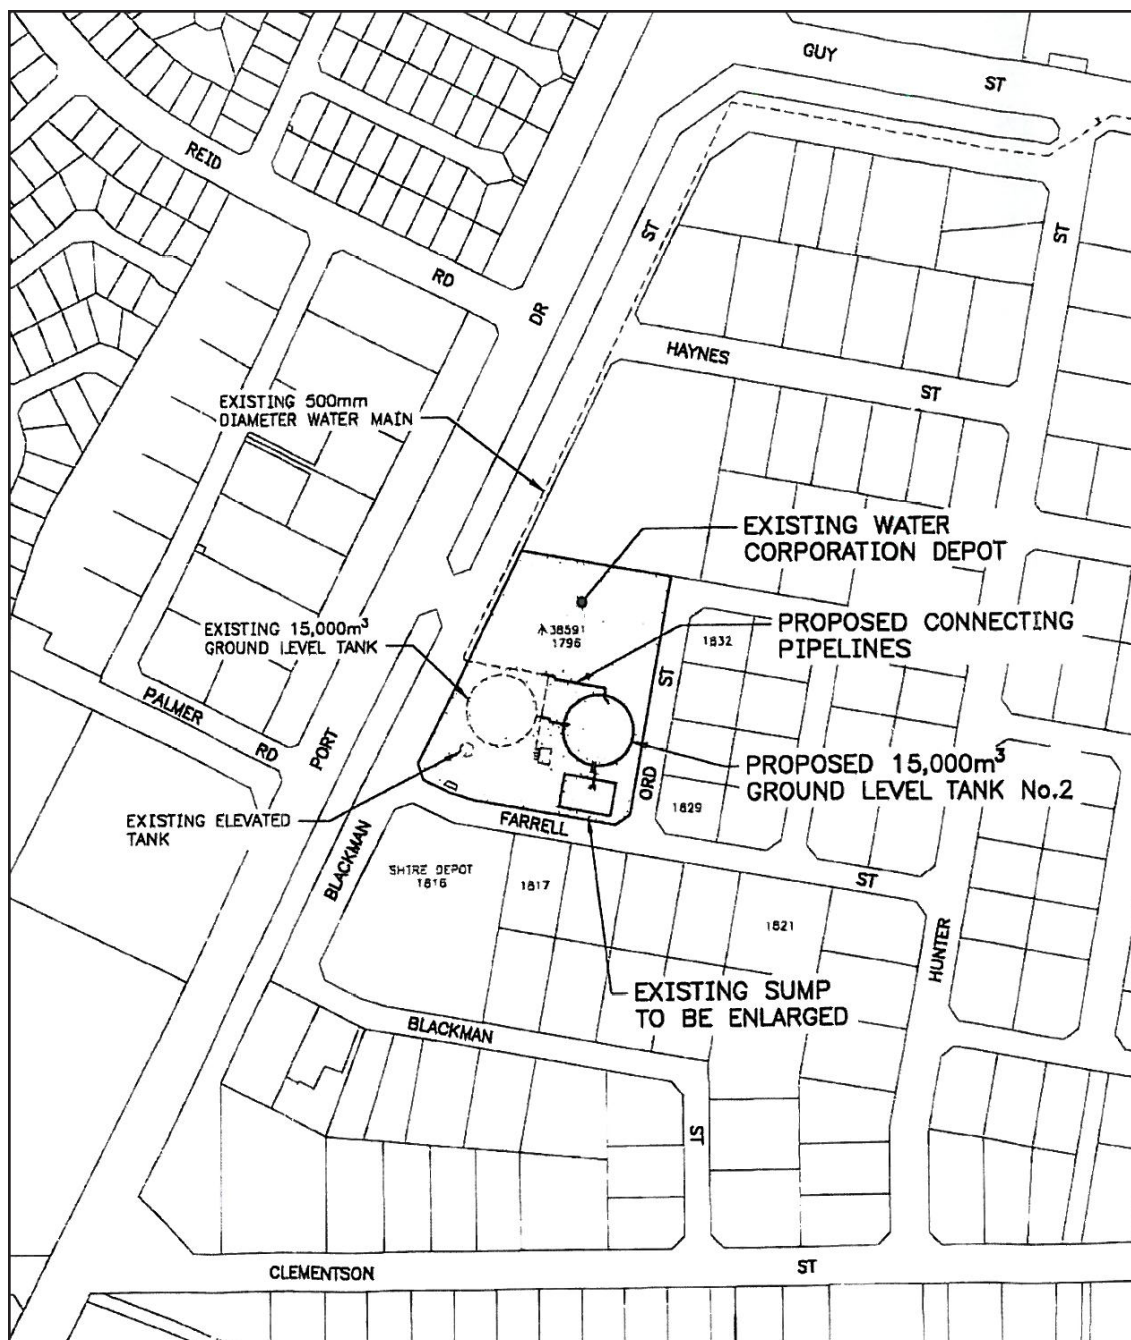 GUY
ST
REID
RD
DR
ST
ST
HAYNES
ST
EXISTING 500mm
DIAMETER WATER MAIN
EXISTING WATER
CORPORATION DEPOT
38591
1796
EXISTING 15,000m³
GROUND LEVEL TANK
PROPOSED CONNECTING
PIPELINES
1832
ST
PALMER
RD
PORT
PROPOSED 15,000m³
GROUND LEVEL TANK No.2
ORD
1829
EXISTING ELEVATED
TANK
FARRELL
ST
BLACKMAN
SHIRE DEPOT
1816
1817
1821
HUNTER
EXISTING SUMP
TO BE ENLARGED
BLACKMAN
ST
CLEMENTSON
ST